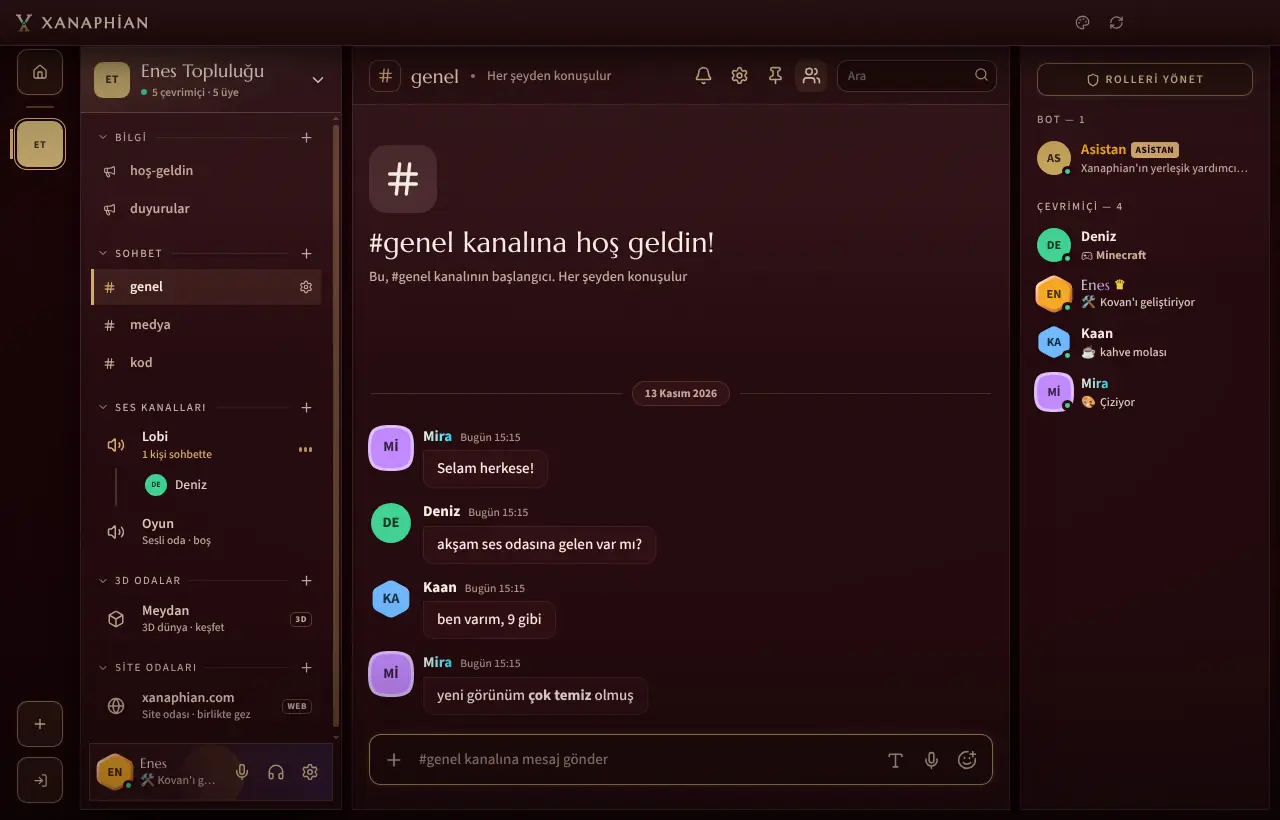 XANAPHİAN
ET
ET
Enes Topluluğu
5 çevrimiçi · 5 üye
BİLGİ
hoş-geldin
duyurular
SOHBET
# genel
# medya
# kod
SES KANALLARI
Lobi
1 kişi sohbette
DE Deniz
Oyun
Sesli oda · boş
3D ODALAR
Meydan
3D dünya · keşfet
3D
SİTE ODALARI
xanaphian.com
Site odası · birlikte gez
WEB
EN
Enes
🛠️ Kovan'ı g…
# genel • Her şeyden konuşulur
Ara
#
#genel kanalına hoş geldin!
Bu, #genel kanalının başlangıcı. Her şeyden konuşulur
13 Kasım 2026
Mİ
Mira Bugün 15:15
Selam herkese!
DE
Deniz Bugün 15:15
akşam ses odasına gelen var mı?
KA
Kaan Bugün 15:15
ben varım, 9 gibi
Mİ
Mira Bugün 15:15
yeni görünüm çok temiz olmuş
#genel kanalına mesaj gönder
ROLLERİ YÖNET
BOT — 1
AS
Asistan ASİSTAN
Xanaphian'ın yerleşik yardımcı…
ÇEVRİMİÇİ — 4
DE
Deniz
Minecraft
EN
Enes
🛠️ Kovan'ı geliştiriyor
KA
Kaan
☕ kahve molası
Mİ
Mira
🎨 Çiziyor